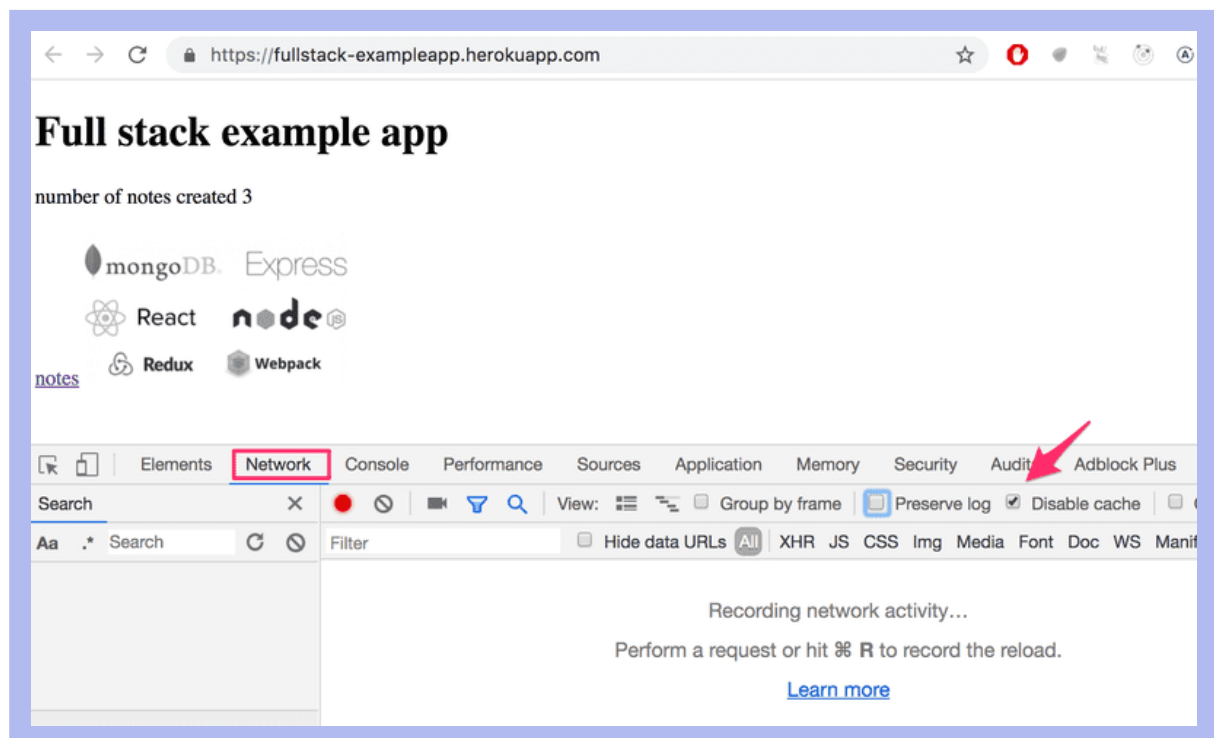 https://fullstack-exampleapp.herokuapp.com
Full stack example app
number of notes created 3
mongoDB. Express
React node JS
Redux Webpack
notes
Elements Network Console Performance Sources Application Memory Security Audit Adblock Plus
Search View: Group by frame Preserve log Disable cache
Aa .* Search Filter Hide data URLs All XHR JS CSS Img Media Font Doc WS Manif
Recording network activity…
Perform a request or hit ⌘ R to record the reload.
Learn more